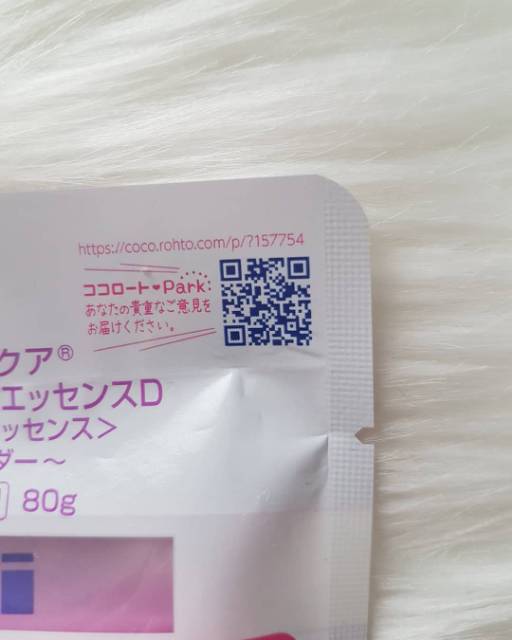 https://coco.rohto.com/p/?157754
ココロート♥Park:
あなたの貴重なご意見を
お届けください。
クア®
エッセンスD
ッセンス>
ダー～
80g
i